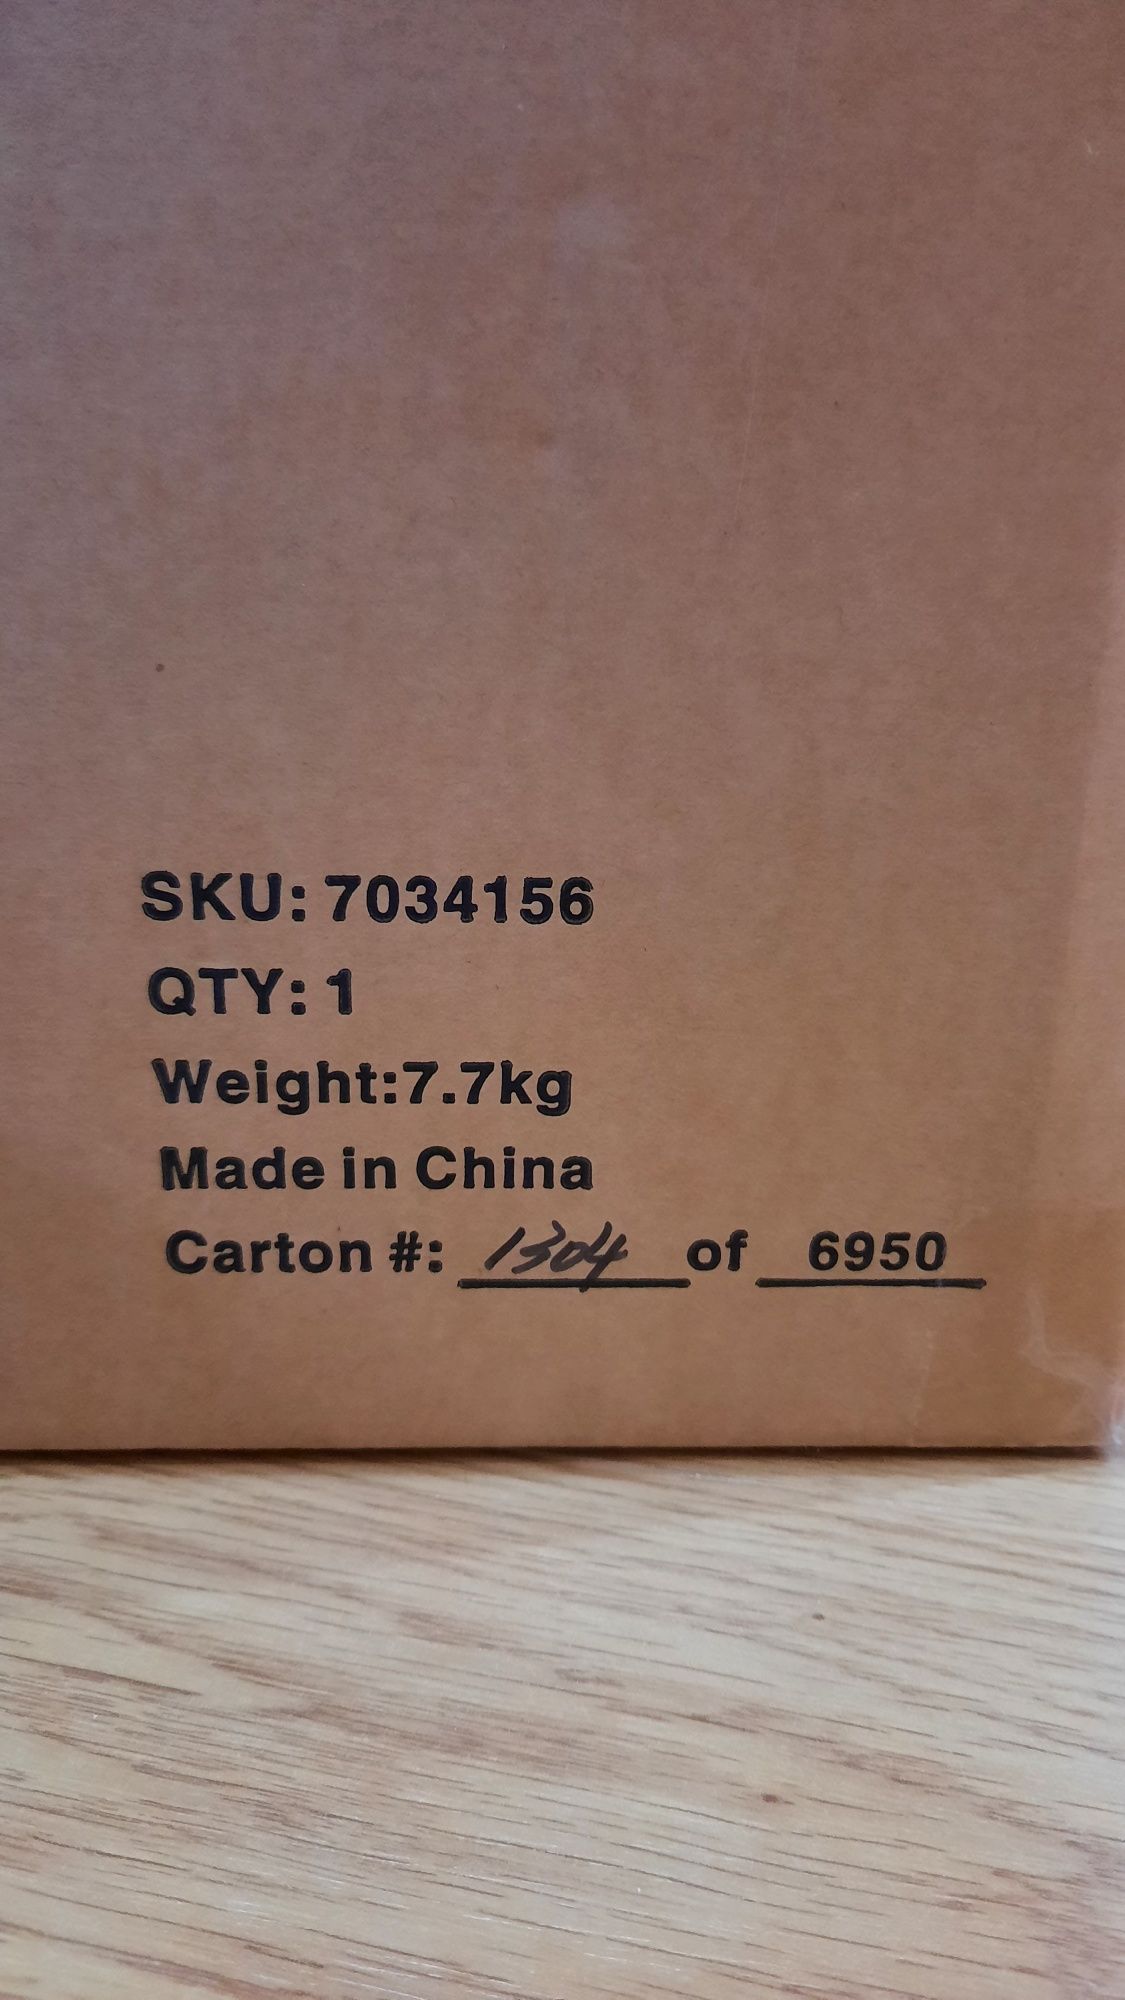 SKU: 7034156
QTY: 1
Weight:7.7kg
Made in China
Carton #: 1304 of 6950